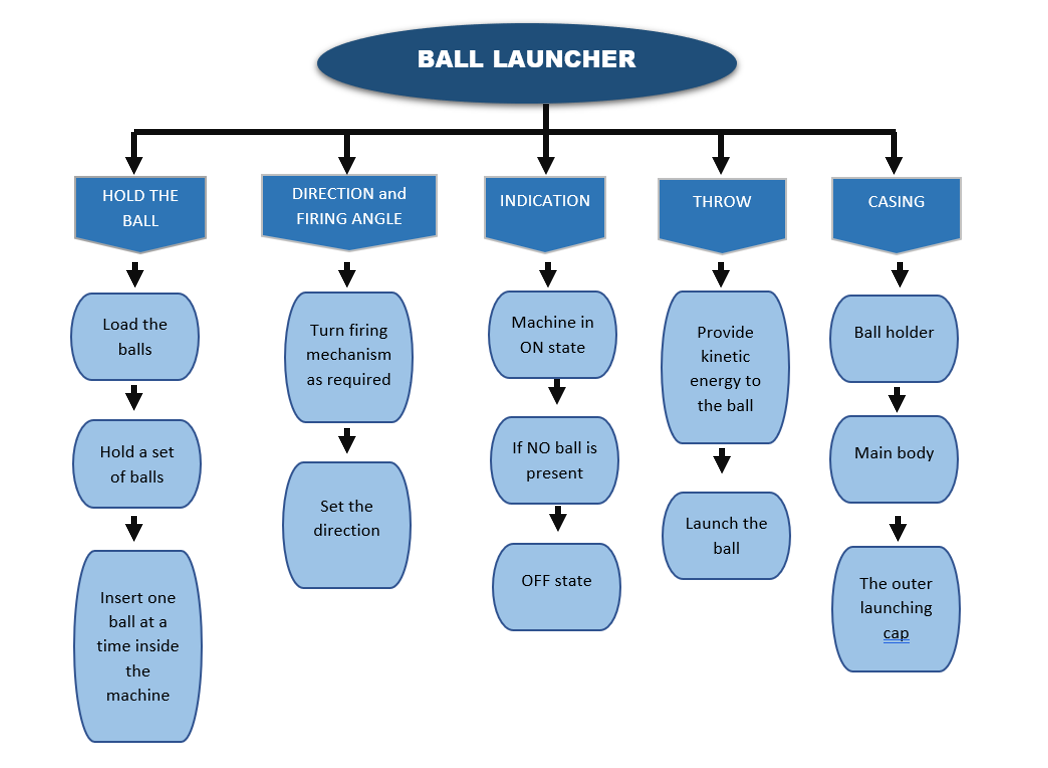 BALL LAUNCHER
HOLD THE
BALL
DIRECTION and
FIRING ANGLE
INDICATION
THROW
CASING
Load the
balls
Hold a set
of balls
Insert one
ball at a
time inside
the
machine
Turn firing
mechanism
as required
Set the
direction
Machine in
ON state
If NO ball is
present
OFF state
Provide
kinetic
energy to
the ball
Launch the
ball
Ball holder
Main body
The outer
launching
cap